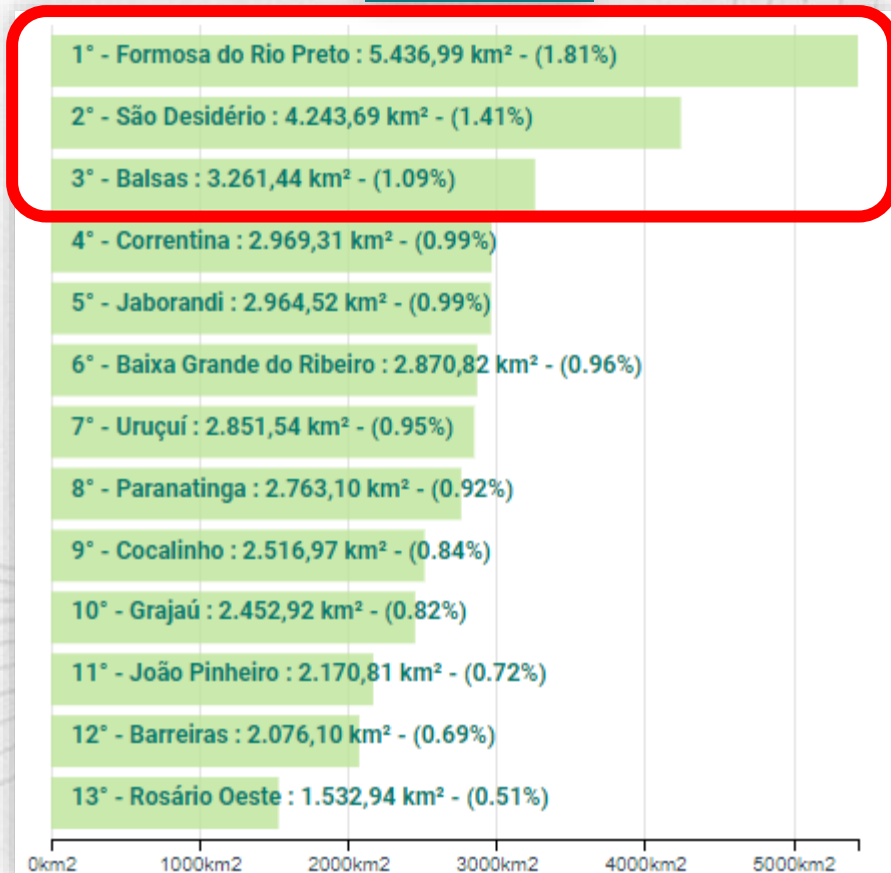 1° - Formosa do Rio Preto : 5.436,99 km² - (1.81%)
2° - São Desidério : 4.243,69 km² - (1.41%)
3° - Balsas : 3.261,44 km² - (1.09%)
4° - Correntina : 2.969,31 km² - (0.99%)
5° - Jaborandi : 2.964,52 km² - (0.99%)
6° - Baixa Grande do Ribeiro : 2.870,82 km² - (0.96%)
7° - Uruçuí : 2.851,54 km² - (0.95%)
8° - Paranatinga : 2.763,10 km² - (0.92%)
9° - Cocalinho : 2.516,97 km² - (0.84%)
10° - Grajaú : 2.452,92 km² - (0.82%)
11° - João Pinheiro : 2.170,81 km² - (0.72%)
12° - Barreiras : 2.076,10 km² - (0.69%)
13° - Rosário Oeste : 1.532,94 km² - (0.51%)
0km2 1000km2 2000km2 3000km2 4000km2 5000km2